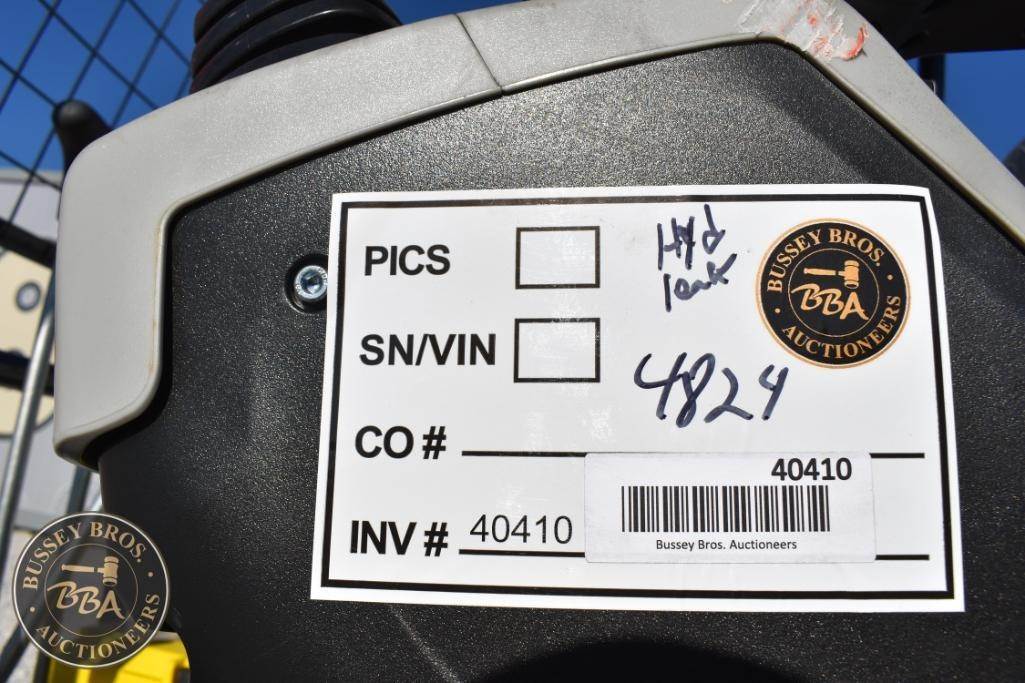 PICS
Hyd
leak
BUSSEY BROS.
BBA
AUCTIONEERS
SN/VIN
4824
CO #
40410
INV # 40410
Bussey Bros. Auctioneers
BUSSEY BROS.
BBA
AUCTIONEERS